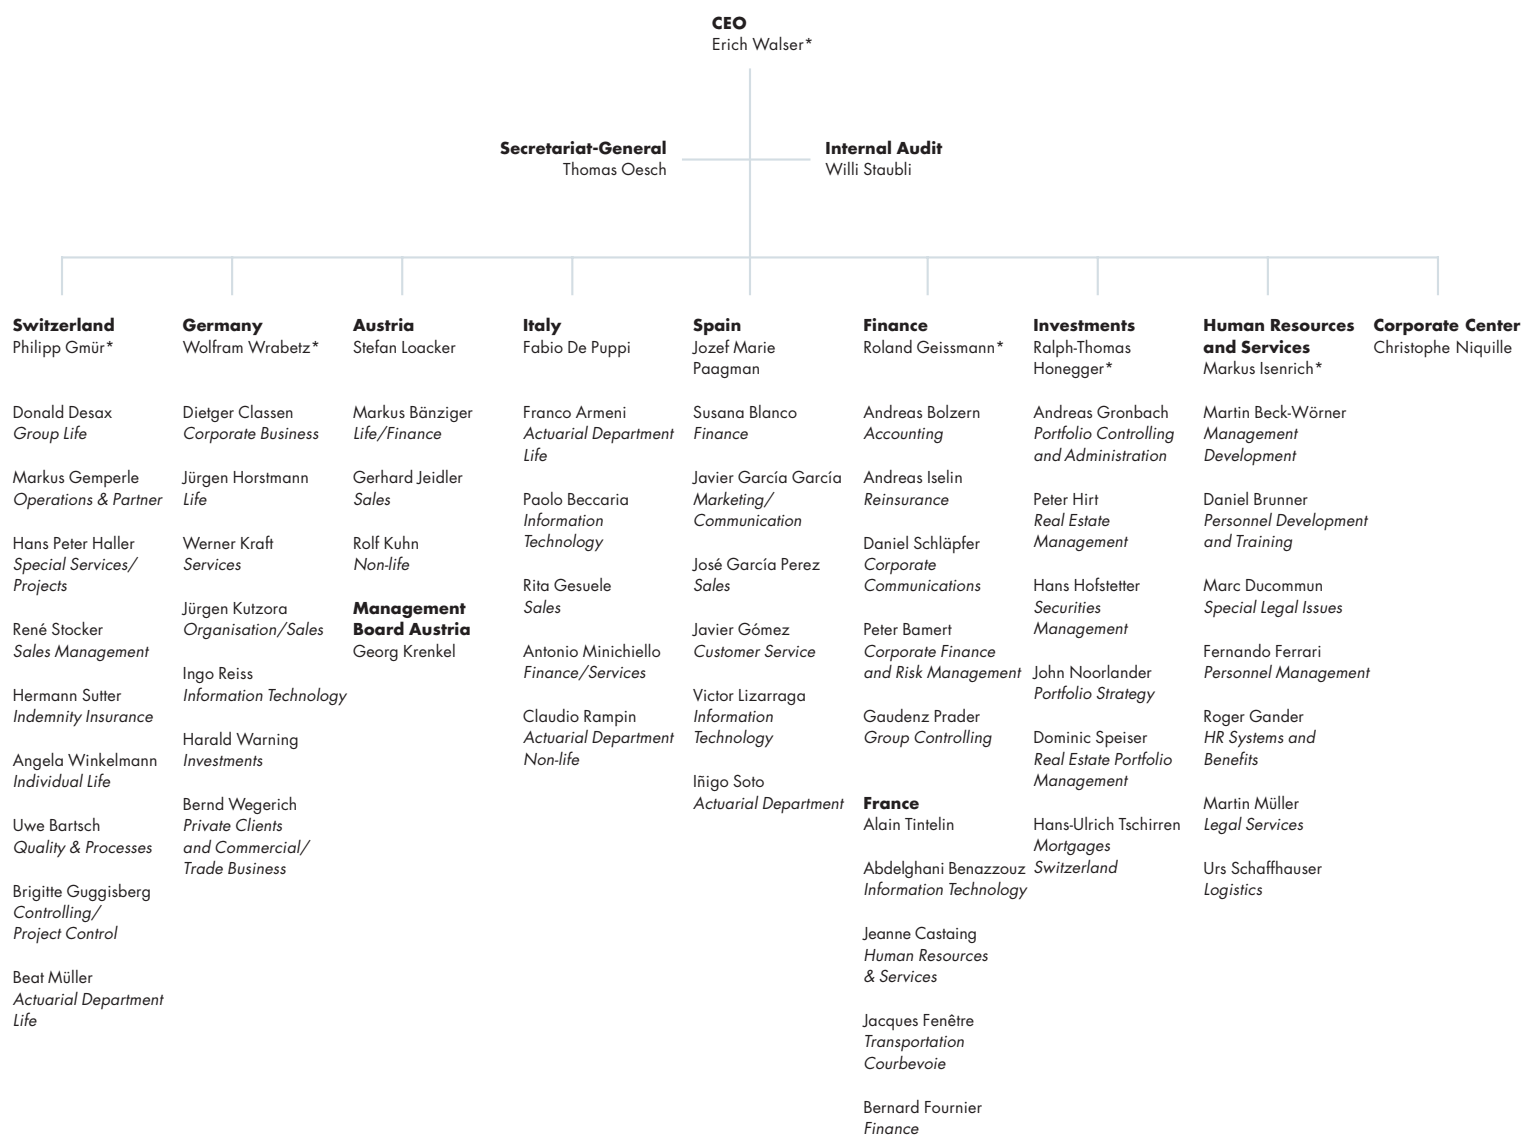 CEO
Erich Walser*
Secretariat-General
Thomas Oesch
Internal Audit
Willi Staubli
Switzerland
Philipp Gmür*
Donald Desax
Group Life
Markus Gemperle
Operations & Partner
Hans Peter Haller
Special Services/
Projects
René Stocker
Sales Management
Hermann Sutter
Indemnity Insurance
Angela Winkelmann
Individual Life
Uwe Bartsch
Quality & Processes
Brigitte Guggisberg
Controlling/
Project Control
Beat Müller
Actuarial Department
Life
Germany
Wolfram Wrabetz*
Dietger Classen
Corporate Business
Jürgen Horstmann
Life
Werner Kraft
Services
Jürgen Kutzora
Organisation/Sales
Ingo Reiss
Information Technology
Harald Warning
Investments
Bernd Wegerich
Private Clients
and Commercial/
Trade Business
Austria
Stefan Loacker
Markus Bänziger
Life/Finance
Gerhard Jeidler
Sales
Rolf Kuhn
Non-life
Management
Board Austria
Georg Krenkel
Italy
Fabio De Puppi
Franco Armeni
Actuarial Department
Life
Paolo Beccaria
Information
Technology
Rita Gesuele
Sales
Antonio Minichiello
Finance/Services
Claudio Rampin
Actuarial Department
Non-life
Spain
Jozef Marie
Paagman
Susana Blanco
Finance
Javier García García
Marketing/
Communication
José García Perez
Sales
Javier Gómez
Customer Service
Victor Lizarraga
Information
Technology
Iñigo Soto
Actuarial Department
Finance
Roland Geissmann*
Andreas Bolzern
Accounting
Andreas Iselin
Reinsurance
Daniel Schläpfer
Corporate
Communications
Peter Bamert
Corporate Finance
and Risk Management
Gaudenz Prader
Group Controlling
France
Alain Tintelin
Abdelghani Benazzouz
Information Technology
Jeanne Castaing
Human Resources
& Services
Jacques Fenêtre
Transportation
Courbevoie
Bernard Fournier
Finance
Investments
Ralph-Thomas
Honegger*
Andreas Gronbach
Portfolio Controlling
and Administration
Peter Hirt
Real Estate
Management
Hans Hofstetter
Securities
Management
John Noorlander
Portfolio Strategy
Dominic Speiser
Real Estate Portfolio
Management
Hans-Ulrich Tschirren
Mortgages
Switzerland
Human Resources
and Services
Markus Isenrich*
Martin Beck-Wörner
Management
Development
Daniel Brunner
Personnel Development
and Training
Marc Ducommun
Special Legal Issues
Fernando Ferrari
Personnel Management
Roger Gander
HR Systems and
Benefits
Martin Müller
Legal Services
Urs Schaffhauser
Logistics
Corporate Center
Christophe Niquille